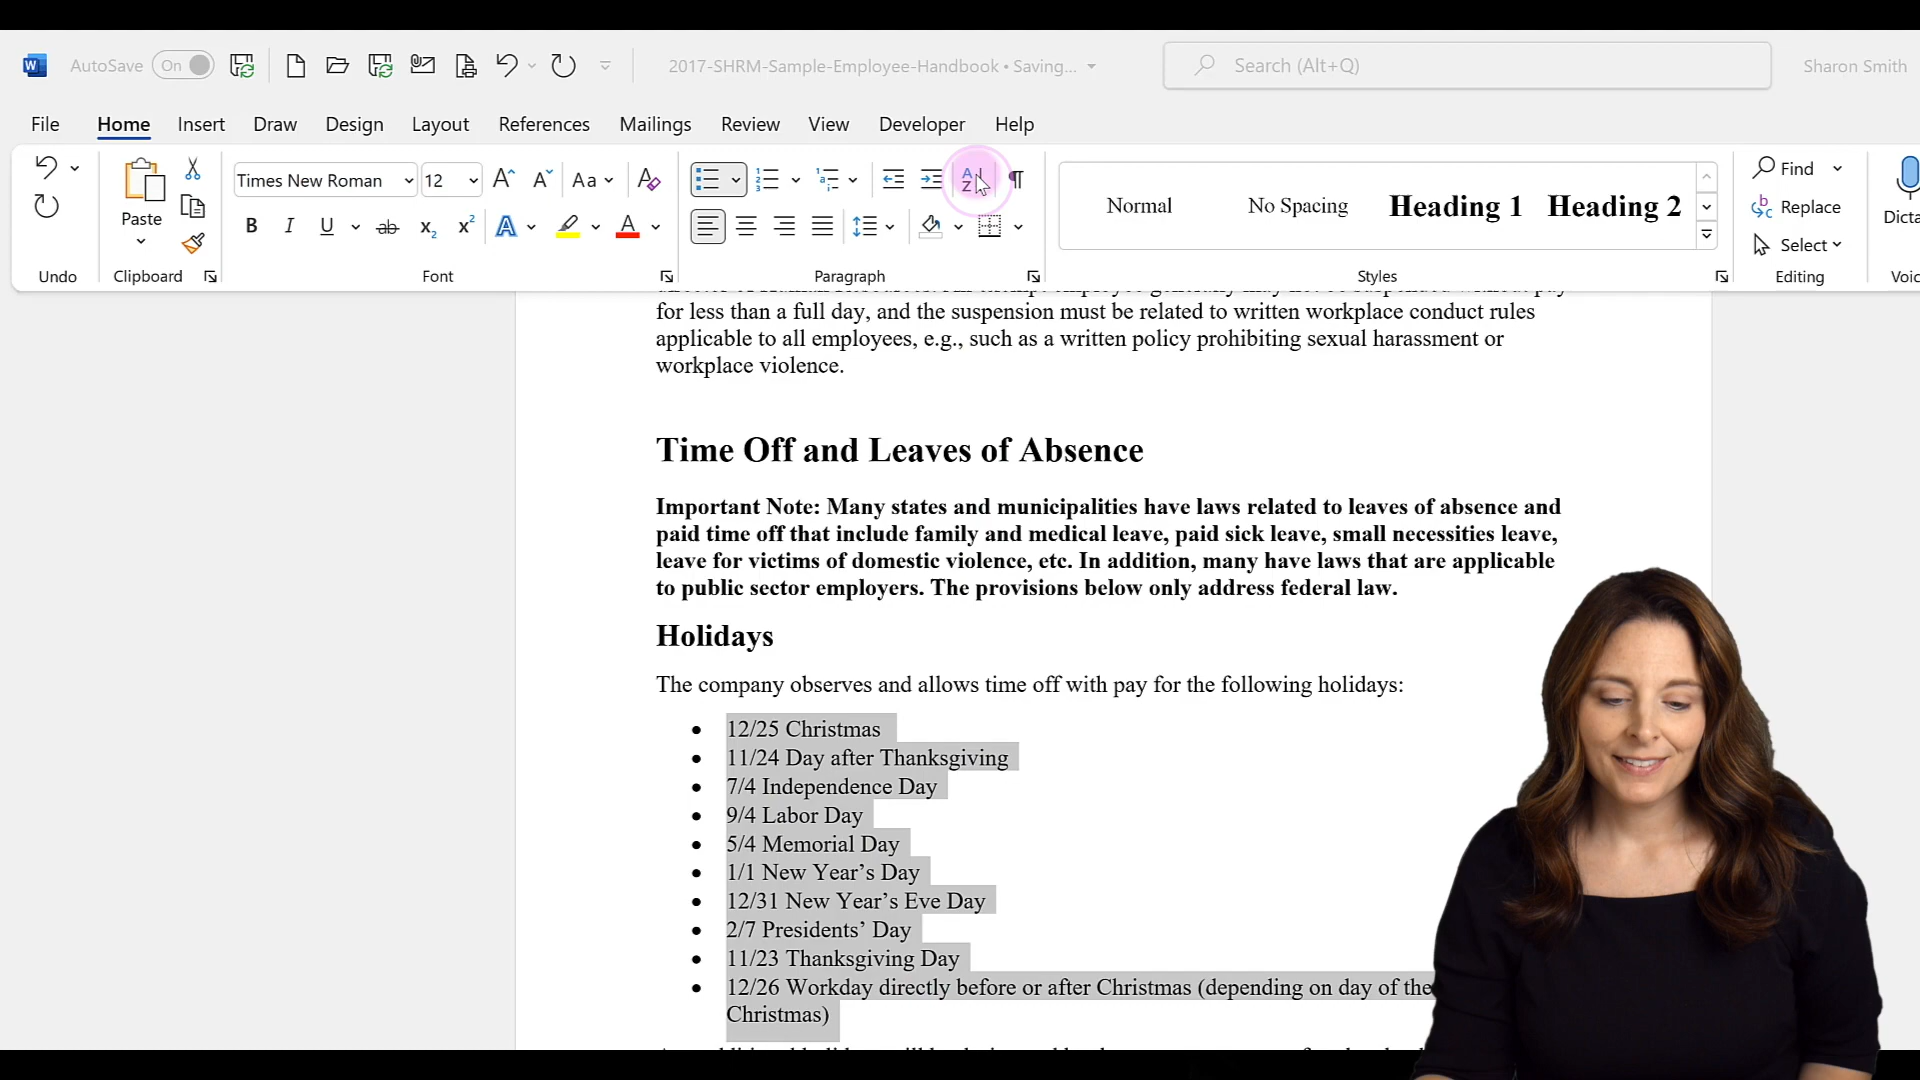 AutoSave On 2017-SHRM-Sample-Employee-Handbook • Saving... Search (Alt+Q) Sharon Smith
File Home Insert Draw Design Layout References Mailings Review View Developer Help
Times New Roman 12 Aa Find
Paste Normal No Spacing Heading 1 Heading 2 Replace
Dicta
B I U ab x₂ x² A A Select
Undo Clipboard Font Paragraph Styles Editing Voic
for less than a full day, and the suspension must be related to written workplace conduct rules
applicable to all employees, e.g., such as a written policy prohibiting sexual harassment or
workplace violence.
Time Off and Leaves of Absence
Important Note: Many states and municipalities have laws related to leaves of absence and
paid time off that include family and medical leave, paid sick leave, small necessities leave,
leave for victims of domestic violence, etc. In addition, many have laws that are applicable
to public sector employers. The provisions below only address federal law.
Holidays
The company observes and allows time off with pay for the following holidays:
• 12/25 Christmas
• 11/24 Day after Thanksgiving
• 7/4 Independence Day
• 9/4 Labor Day
• 5/4 Memorial Day
• 1/1 New Year’s Day
• 12/31 New Year’s Eve Day
• 2/7 Presidents’ Day
• 11/23 Thanksgiving Day
• 12/26 Workday directly before or after Christmas (depending on day of the
Christmas)